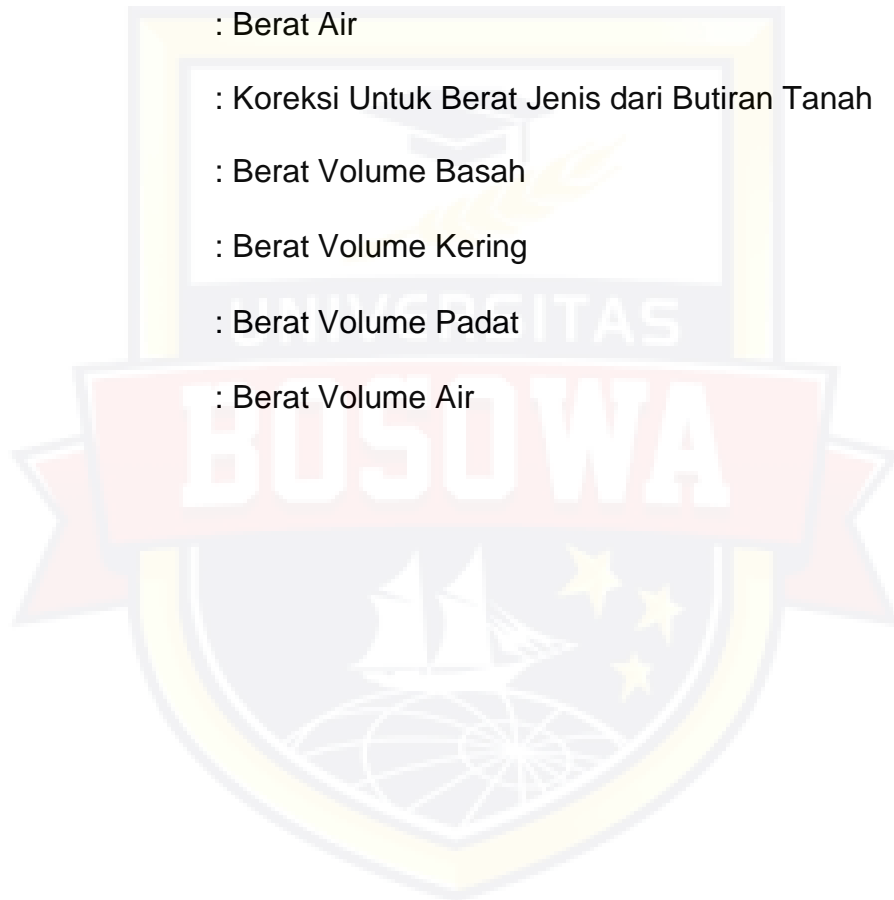 : Berat Air
: Koreksi Untuk Berat Jenis dari Butiran Tanah
: Berat Volume Basah
: Berat Volume Kering
UNIVERSITAS
: Berat Volume Padat
: Berat Volume Air
BOSOWA